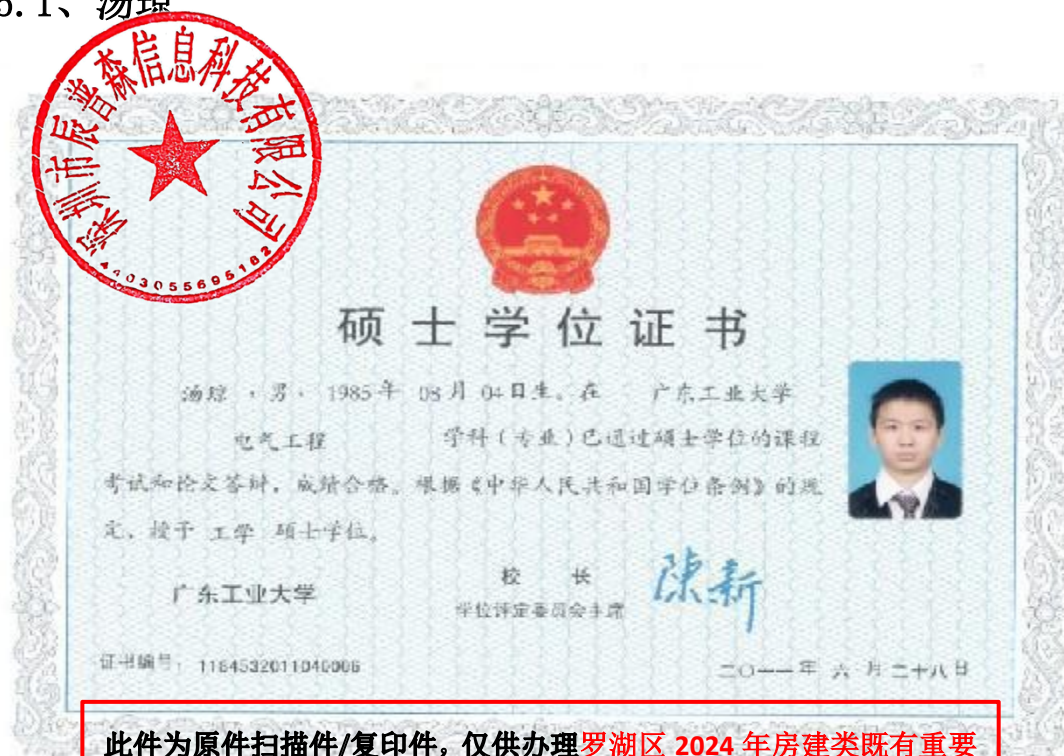 6.1、汤琼
深圳市辰普森信息科技有限公司
4403055695182
硕士学位证书
汤琼 ，男， 1985年 08月 04日生。在 广东工业大学
电气工程 学科(专业)已通过硕士学位的课程
考试和论文答辩，成绩合格。根据《中华人民共和国学位条例》的规
定，授予 工学 硕士学位。
广东工业大学
校 长
学位评定委员会主席
陈新
证书编号：1184532011040006
二〇一一年 六 月二十八日
此件为原件扫描件/复印件，仅供办理罗湖区 2024 年房建类既有重要